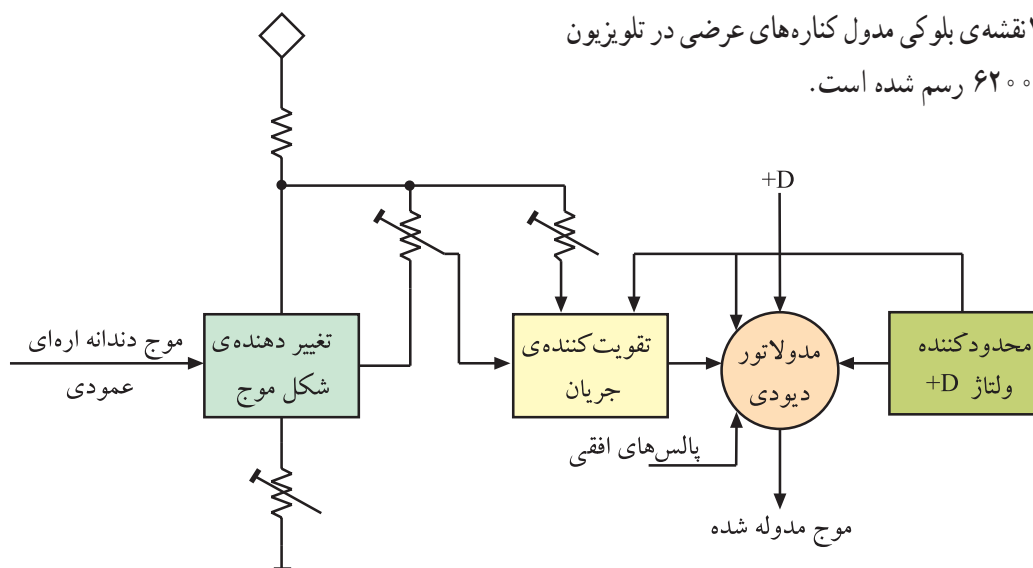 نقشه‌ی بلوکی مدول کناره‌های عرضی در تلویزیون
۶۲۰۰ رسم شده است.
+D
موج دندانه اره‌ای
عمودی
تغییر دهنده‌ی
شکل موج
تقویت‌کننده‌ی
جریان
مدولاتور
دیودی
محدودکننده
ولتاژ +D
پالس‌های افقی
موج مدوله شده